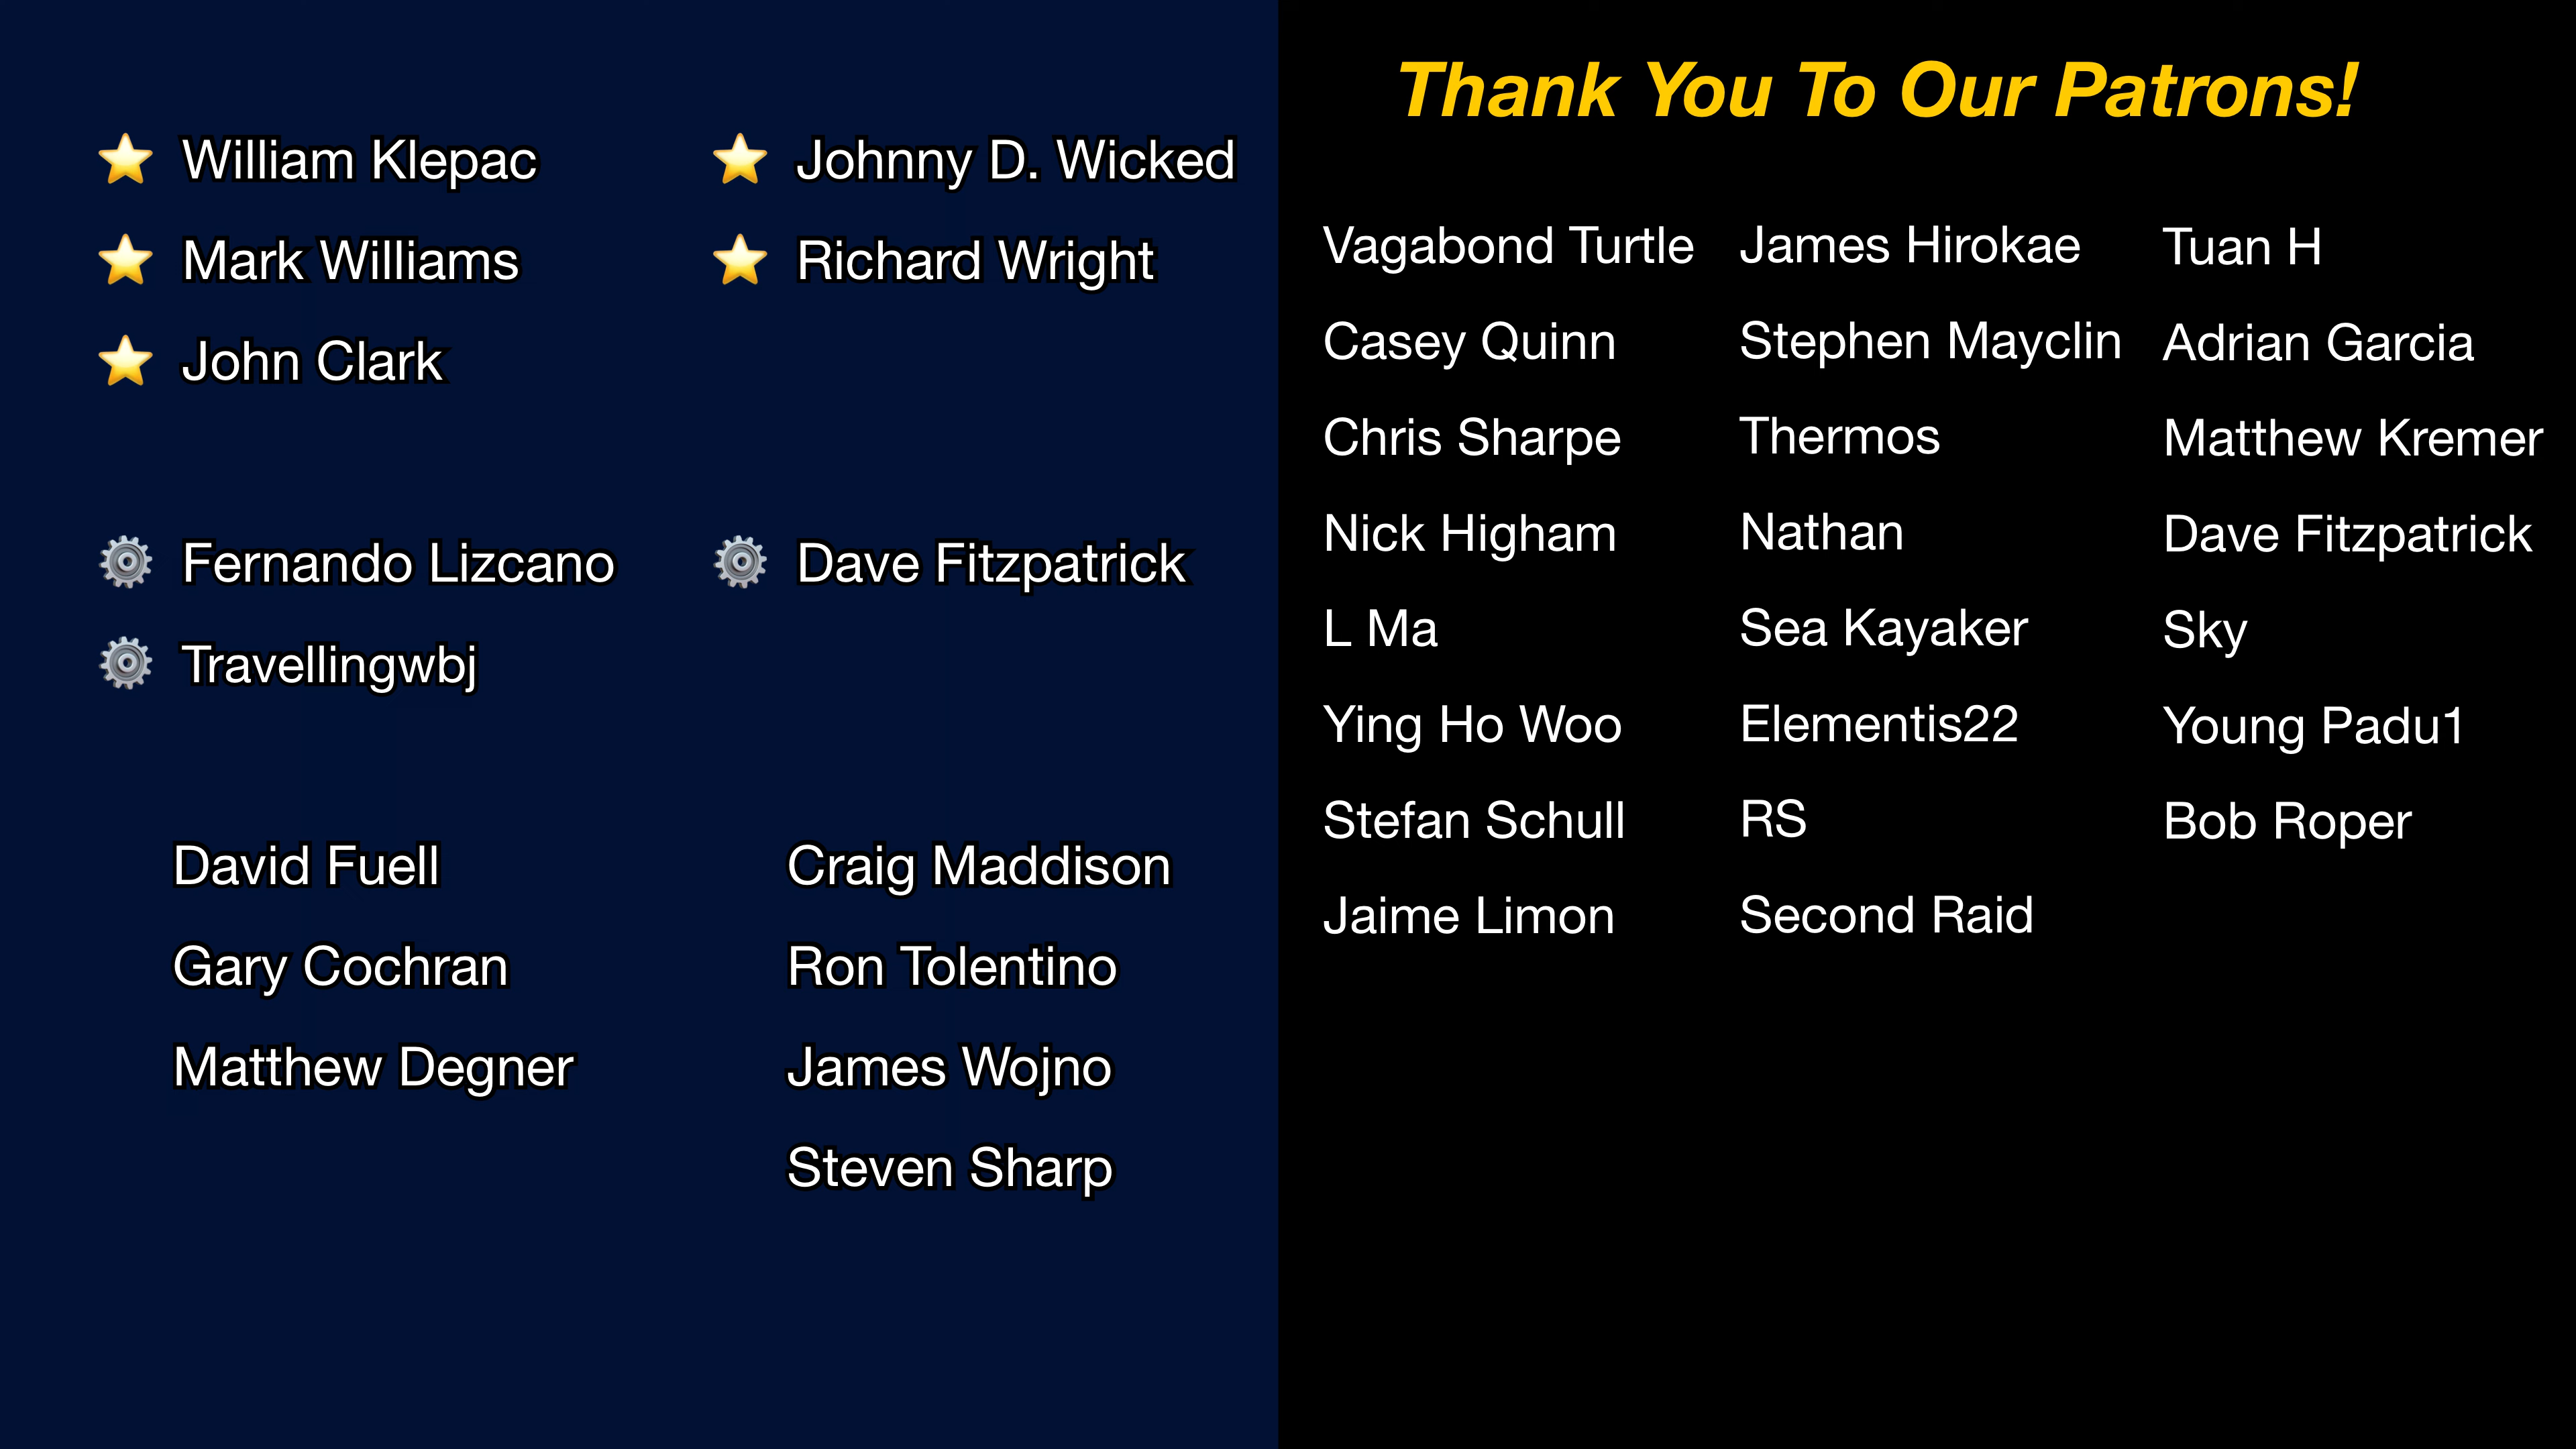 William Klepac
Mark Williams
John Clark
Johnny D. Wicked
Richard Wright
Fernando Lizcano
Travellingwbj
Dave Fitzpatrick
David Fuell
Gary Cochran
Matthew Degner
Craig Maddison
Ron Tolentino
James Wojno
Steven Sharp
Thank You To Our Patrons!
Vagabond Turtle
Casey Quinn
Chris Sharpe
Nick Higham
L Ma
Ying Ho Woo
Stefan Schull
Jaime Limon
James Hirokae
Stephen Mayclin
Thermos
Nathan
Sea Kayaker
Elementis22
RS
Second Raid
Tuan H
Adrian Garcia
Matthew Kremer
Dave Fitzpatrick
Sky
Young Padu1
Bob Roper